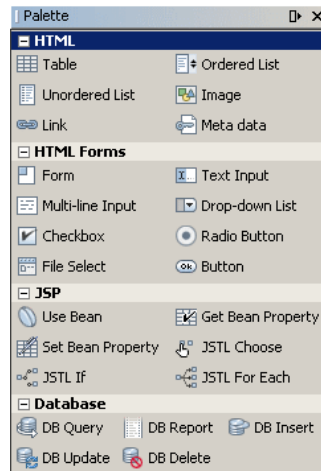 Palette
HTML
Table Ordered List
Unordered List Image
Link Meta data
HTML Forms
Form Text Input
Multi-line Input Drop-down List
Checkbox Radio Button
File Select Button
JSP
Use Bean Get Bean Property
Set Bean Property JSTL Choose
JSTL If JSTL For Each
Database
DB Query DB Report DB Insert
DB Update DB Delete